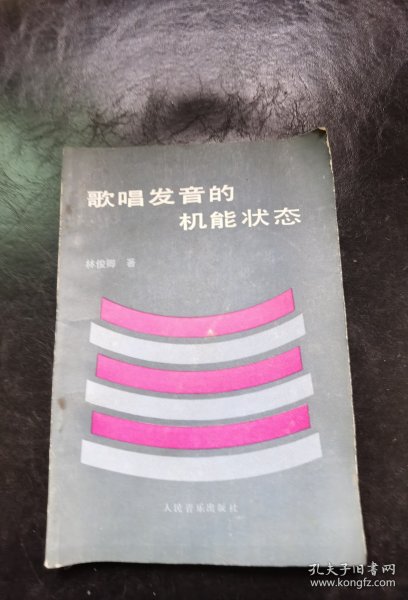 歌唱发音的
机能状态
林俊卿 著
人民音乐出版社
孔夫子旧书网
www.kongfz.com